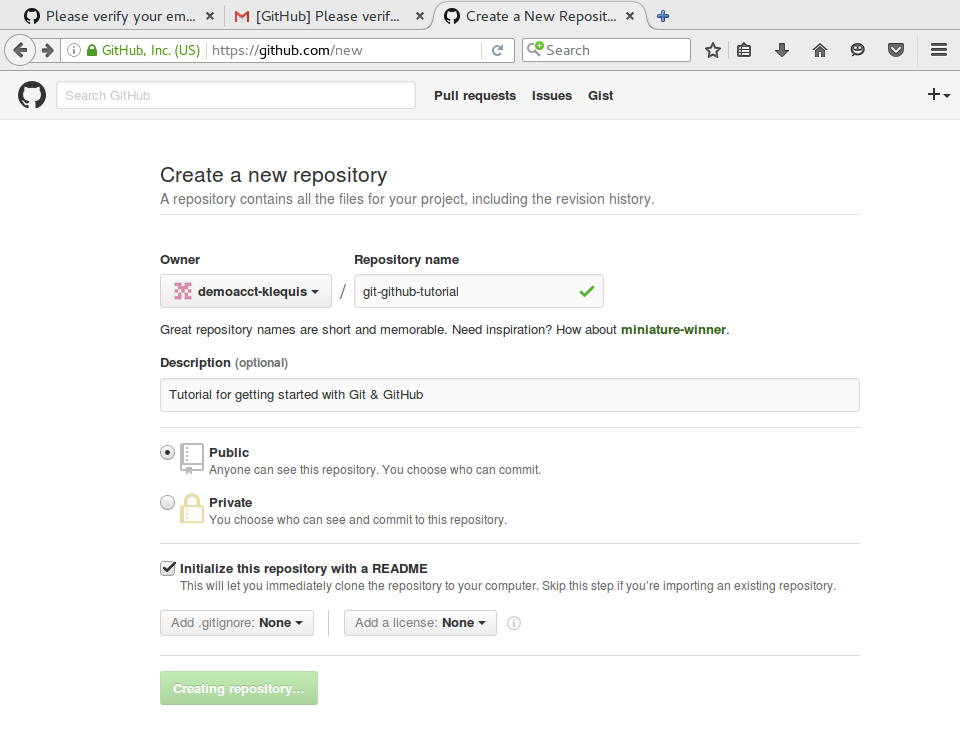 Please verify your em... × [GitHub] Please verif... × Create a New Reposit... ×
GitHub, Inc. (US) https://github.com/new Search
Search GitHub Pull requests Issues Gist
Create a new repository
A repository contains all the files for your project, including the revision history.
Owner Repository name
demoacct-klequis / git-github-tutorial
Great repository names are short and memorable. Need inspiration? How about miniature-winner.
Description (optional)
Tutorial for getting started with Git & GitHub
Public
Anyone can see this repository. You choose who can commit.
Private
You choose who can see and commit to this repository.
Initialize this repository with a README
This will let you immediately clone the repository to your computer. Skip this step if you're importing an existing repository.
Add .gitignore: None Add a license: None
Creating repository…